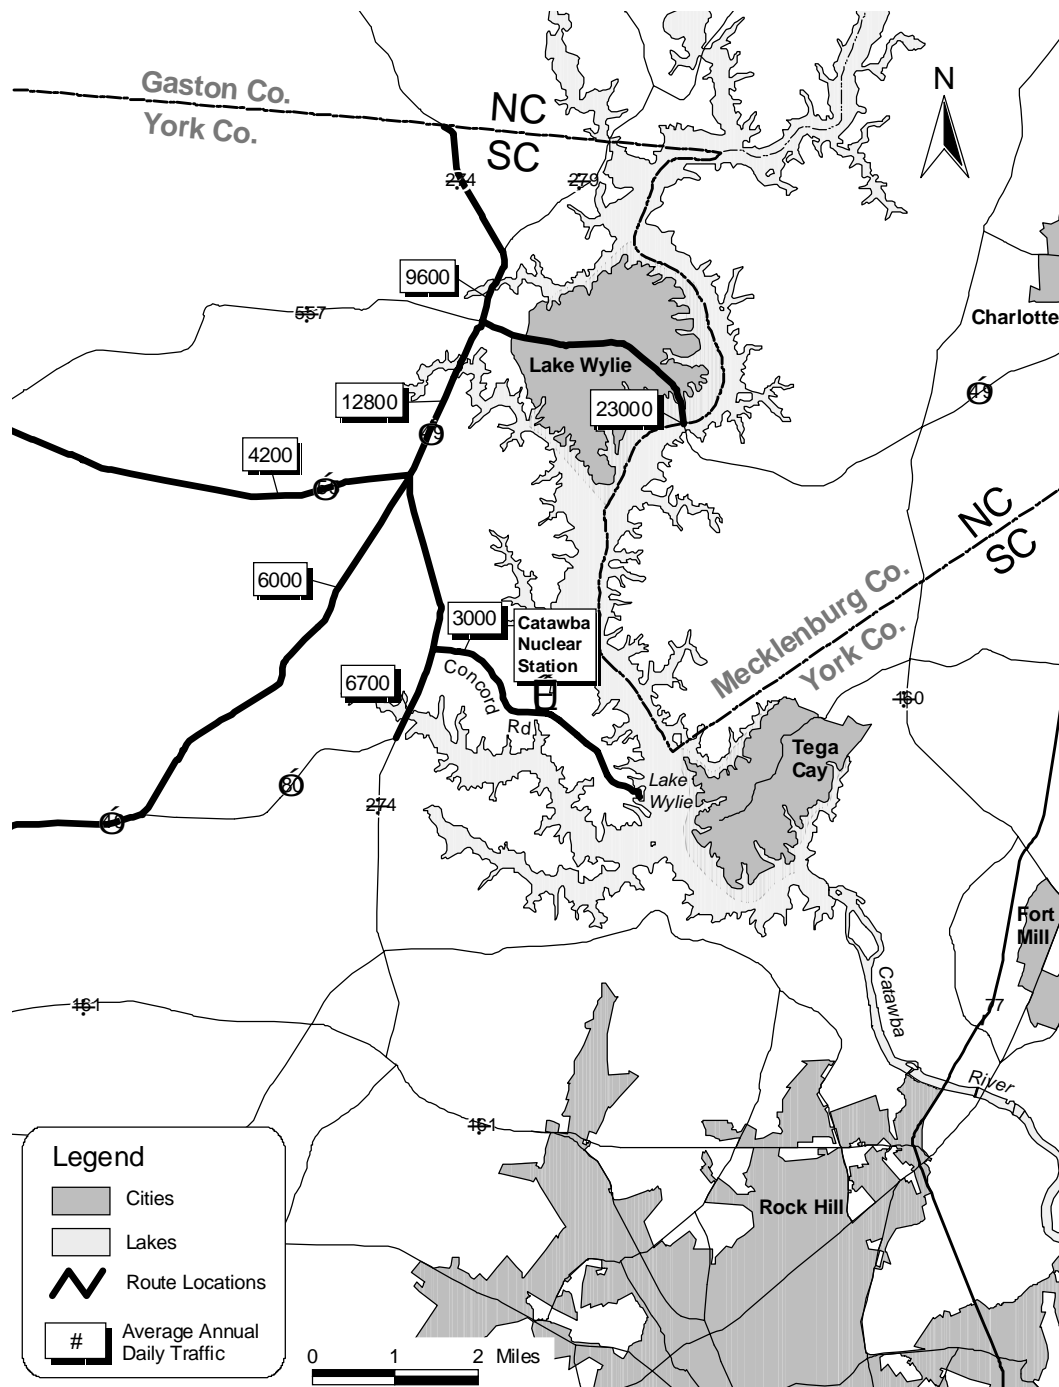 Gaston Co.
York Co.
NC
SC
N
274
279
9600
557
Charlotte
Lake Wylie
12800
23000
49
49
4200
6000
NC
SC
Mecklenburg Co.
York Co.
3000
Catawba
Nuclear
Station
6700
Concord
Rd
160
Tega
Cay
Lake
Wylie
80
274
Fort
Mill
Catawba
161
77
River
161
Rock Hill
Legend
Cities
Lakes
Route Locations
# Average Annual
Daily Traffic
0 1 2 Miles